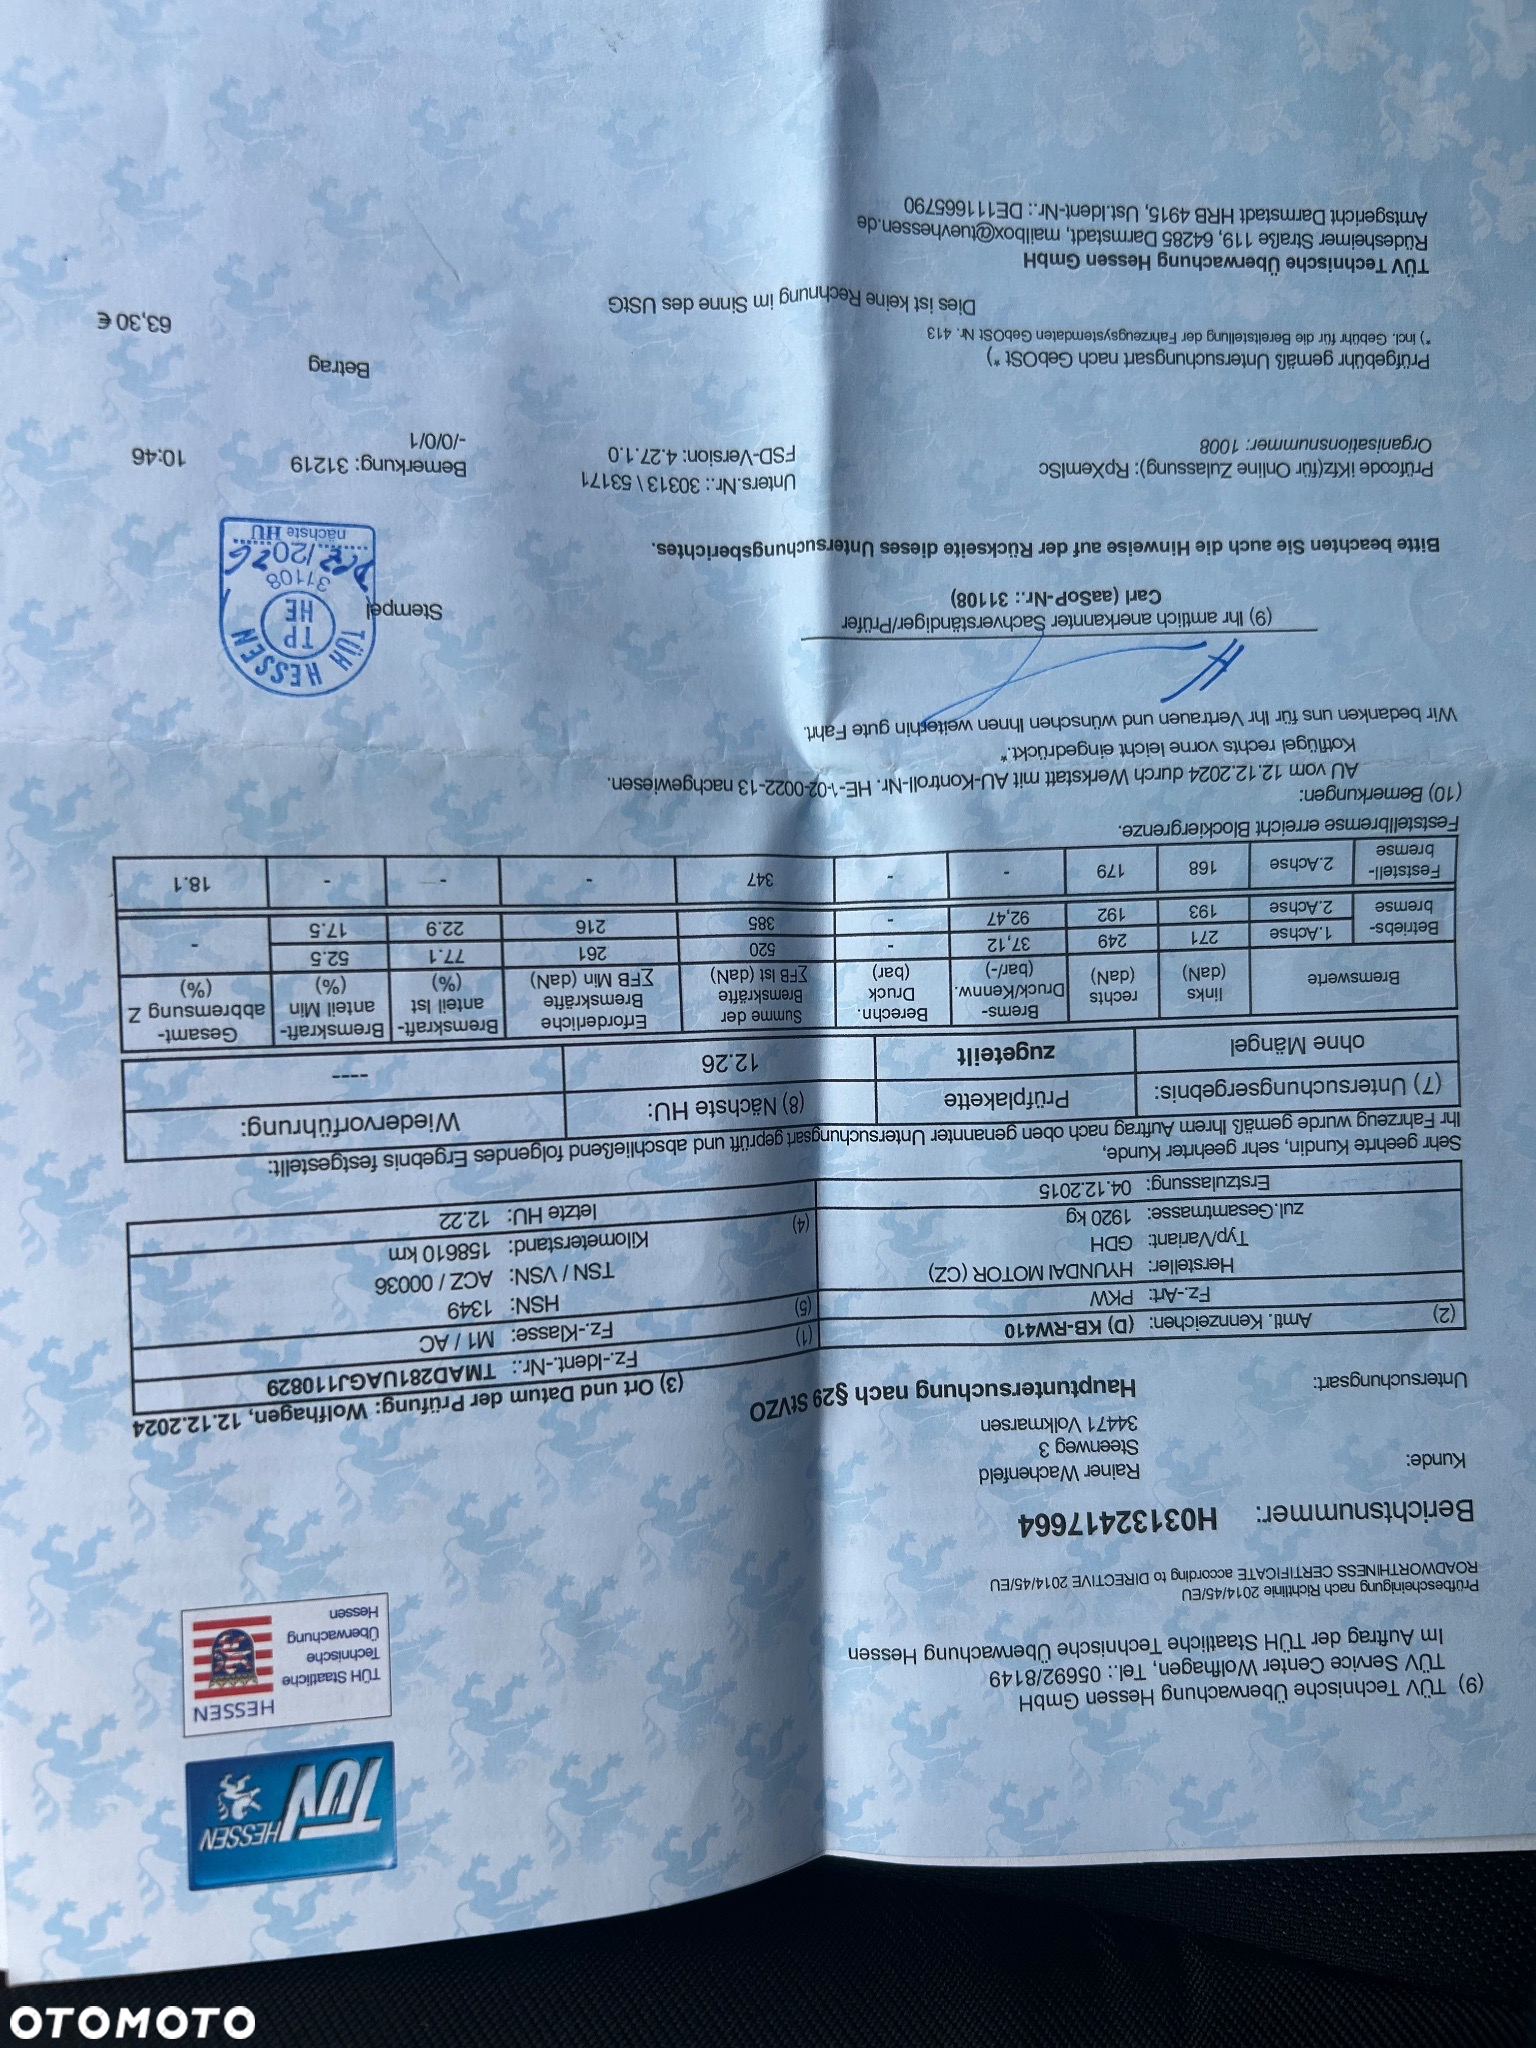 TÜV HESSEN
HESSEN
TÜH Staatliche
Technische
Überwachung
Hessen
(9) TÜV Technische Überwachung Hessen GmbH
TÜV Service Center Wolfhagen, Tel.: 05692/8149
Im Auftrag der TÜH Staatliche Technische Überwachung Hessen
Prüfbescheinigung nach Richtlinie 2014/45/EU
ROADWORTHINESS CERTIFICATE according to DIRECTIVE 2014/45/EU
Berichtsnummer: H03132417664
Kunde: Rainer Wachenfeld
Steenweg 3
34471 Volkmarsen
Untersuchungsart: Hauptuntersuchung nach §29 StVZO
(3) Ort und Datum der Prüfung: Wolfhagen, 12.12.2024
(2) Amtl. Kennzeichen: (D) KB-RW410 (1) Fz.-Ident.-Nr.: TMAD281UAGJ110829
Fz.-Art: PKW (5) Fz.-Klasse: M1 / AC
Hersteller: HYUNDAI MOTOR (CZ) HSN: 1349
Typ/Variant: GDH TSN / VSN: ACZ / 00036
zul.Gesamtmasse: 1920 kg (4) Kilometerstand: 158610 km
Erstzulassung: 04.12.2015 letzte HU: 12.22
Sehr geehrte Kundin, sehr geehrter Kunde,
Ihr Fahrzeug wurde gemäß Ihrem Auftrag nach oben genannter Untersuchungsart geprüft und abschließend folgendes Ergebnis festgestellt:
(7) Untersuchungsergebnis: Prüfplakette (8) Nächste HU: Wiedervorführung:
ohne Mängel zugeteilt 12.26 ----
Bremswerte links (daN) rechts (daN) Brems-Druck/Kennw. (bar/-) Berechn. Druck (bar) Summe der Bremskräfte ∑FB Ist (daN) Erforderliche Bremskräfte ∑FB Min (daN) Bremskraft-anteil Ist (%) Bremskraft-anteil Min (%) Gesamt-abbremsung Z (%)
Betriebs-bremse 1.Achse 271 249 37,12 - 520 261 77.1 52.5 -
2.Achse 193 192 92,47 - 385 216 22.9 17.5
Feststell-bremse 2.Achse 168 179 - - 347 - - - 18.1
Feststellbremse erreicht Blockiergrenze.
(10) Bemerkungen:
AU vom 12.12.2024 durch Werkstatt mit AU-Kontroll-Nr. HE-1-02-0022-13 nachgewiesen.
Kotflügel rechts vorne leicht eingedrückt.*
Wir bedanken uns für Ihr Vertrauen und wünschen Ihnen weiterhin gute Fahrt.
(9) Ihr amtlich anerkannter Sachverständiger/Prüfer
Carl (aaSoP-Nr.: 31108)
Stempel
TÜH HESSEN
TP
HE
31108
/2026
nächste HU
Bitte beachten Sie auch die Hinweise auf der Rückseite dieses Untersuchungsberichtes.
Prüfcode iKfz(für Online Zulassung): RpXemISc Unters.Nr.: 30313 \ 53171 Bemerkung: 31219 10:46
Organisationsnummer: 1008 FSD-Version: 4.27.1.0 -/0/0/1
Betrag
Prüfgebühr gemäß Untersuchungsart nach GebOSt *) 63,30 €
*) incl. Gebühr für die Bereitstellung der Fahrzeugsystemdaten GebOSt Nr. 413
Dies ist keine Rechnung im Sinne des UStG
TÜV Technische Überwachung Hessen GmbH
Rüdesheimer Straße 119, 64285 Darmstadt, mailbox@tuevhessen.de
Amtsgericht Darmstadt HRB 4915, Ust.Ident-Nr.: DE111665790
OTOMOTO